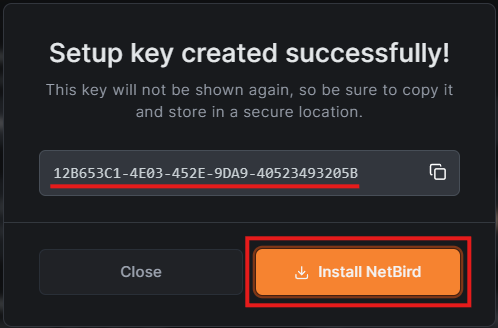 Setup key created successfully!
This key will not be shown again, so be sure to copy it
and store in a secure location.
12B653C1-4E03-452E-9DA9-40523493205B
Close
Install NetBird